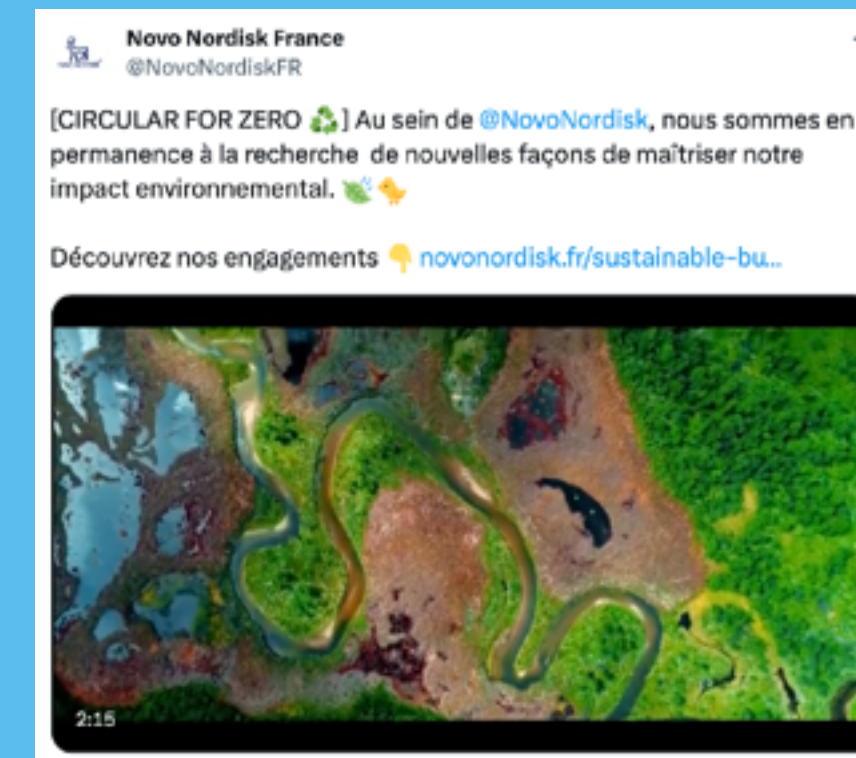 Novo Nordisk France
@NovoNordiskFR
[CIRCULAR FOR ZERO ♻️] Au sein de @NovoNordisk, nous sommes en
permanence à la recherche de nouvelles façons de maîtriser notre
impact environnemental. 🍃🐤
Découvrez nos engagements 👇 novonordisk.fr/sustainable-bu...
2:15